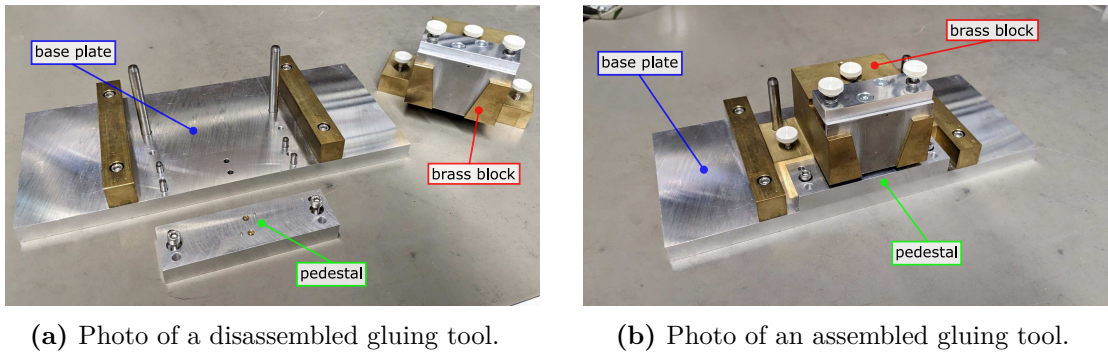 base plate
brass block
pedestal
brass block
base plate
pedestal
(a) Photo of a disassembled gluing tool.
(b) Photo of an assembled gluing tool.